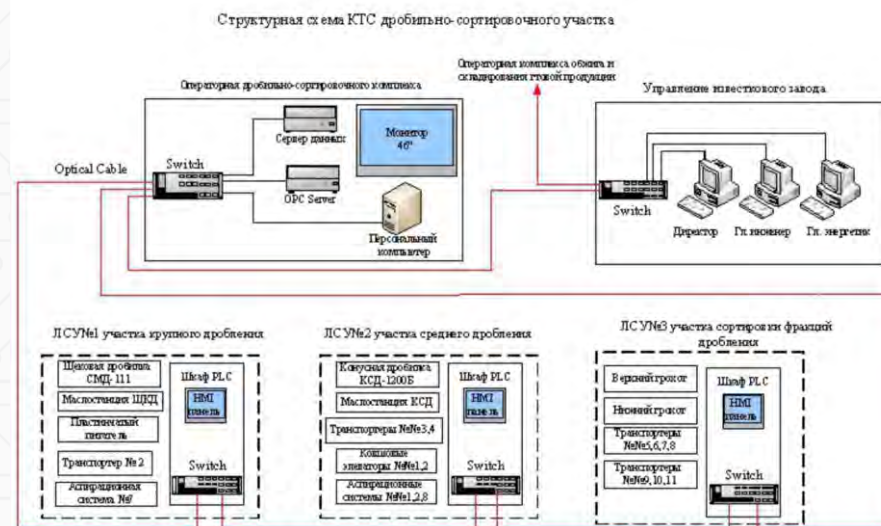 Структурная схема КТС дробильно-сортировочного участка
Операторная комплекса обжига и
складирования гтовой продукции
Операторная дробильно-сортировочного комплекса
Управление известкового завода
Optical Cable
Switch
Сервер данных
OPC Server
Монитор
46"
Персональный
компьютер
Switch
Директор
Гл. инженер
Гл. энергетик
ЛСУ№1 участка крупного дробления
Щековая дробилка
СМД-111
Маслостанция ЩКД
Пластинчатый
питатель
Транспортер №2
Аспирационная
система №7
Шкаф PLC
HMI
панель
Switch
ЛСУ№2 участка среднего дробления
Конусная дробилка
КСД-1200Б
Маслостанция КСД
Транспортеры №№3,4
Ковшовые
элеваторы №№1,2
Аспирационные
системы №№1,2,8
Шкаф PLC
HMI
панель
Switch
ЛСУ№3 участка сортировки фракций
дробления
Верхний грохот
Нижний грохот
Транспортеры
№№5,6,7,8
Транспортеры
№№9,10,11
Шкаф PLC
HMI
панель
Switch